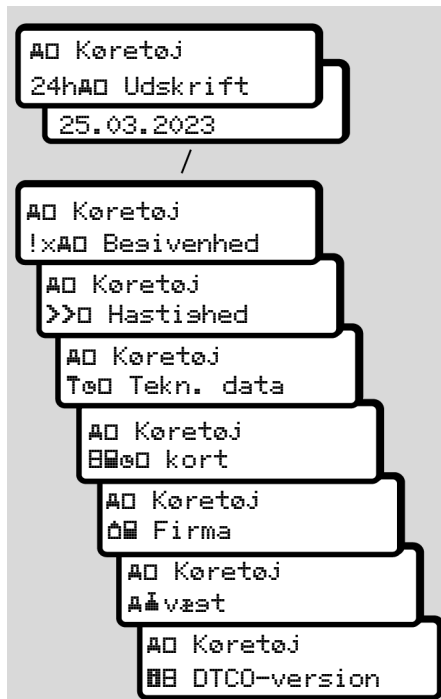 Køretøj
24h Udskrift
25.03.2023
/
Køretøj
!x Begivenhed
Køretøj
>> Hastighed
Køretøj
Tekn. data
Køretøj
kort
Køretøj
Firma
Køretøj
vægt
Køretøj
DTCO-version